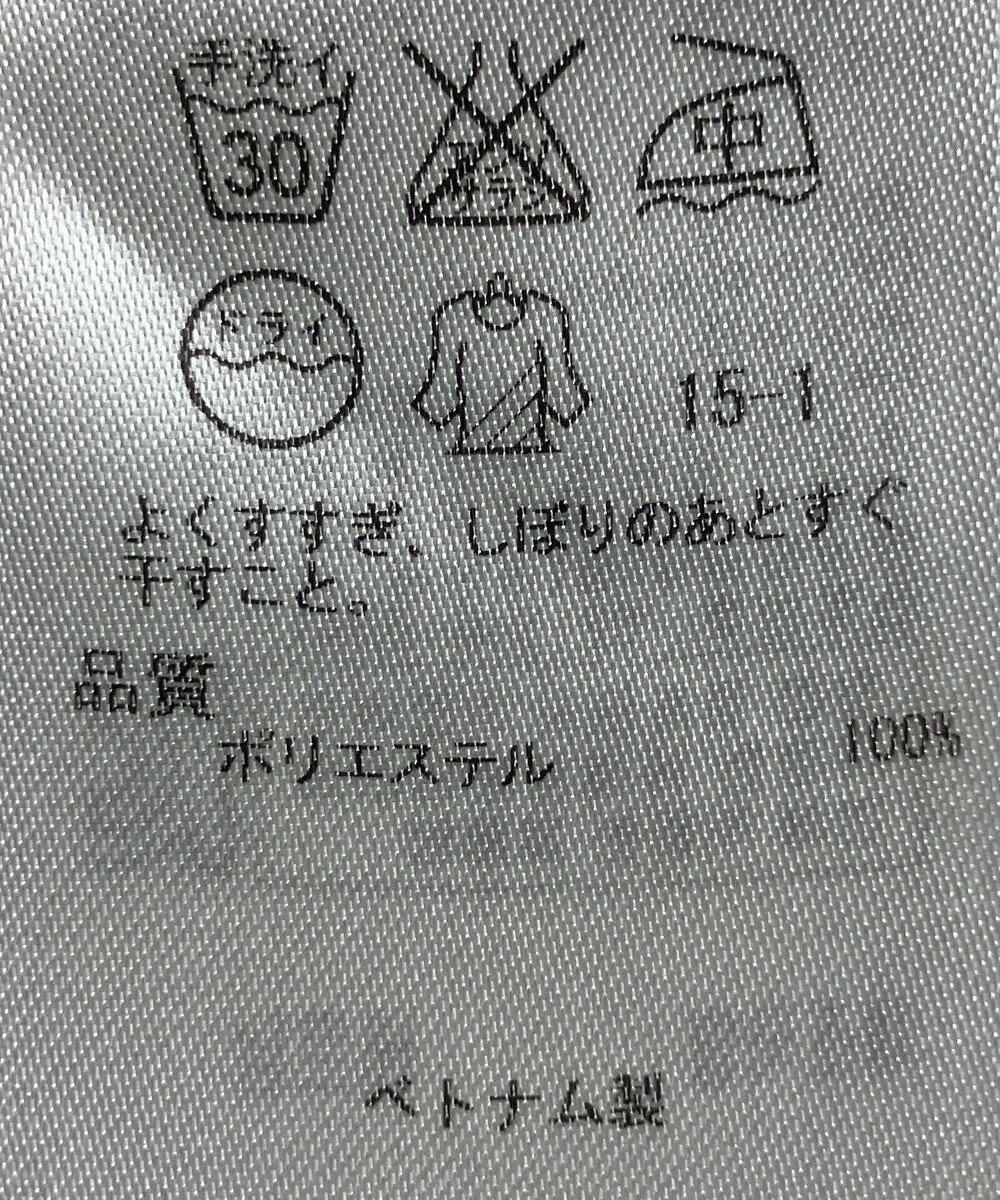 手洗イ
30
エンソ
サラシ
中
ドライ
15-1
よくすすぎ、しぼりのあとすぐ
干すこと。
品質
ポリエステル 100%
ベトナム製